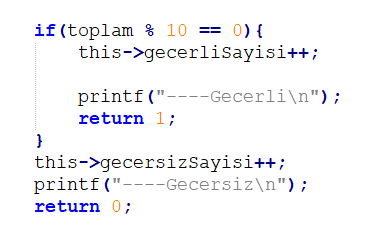 if(toplam % 10 == 0){
    this->gecerliSayisi++;

    printf("----Gecerli\n");
    return 1;
}
this->gecersizSayisi++;
printf("----Gecersiz\n");
return 0;